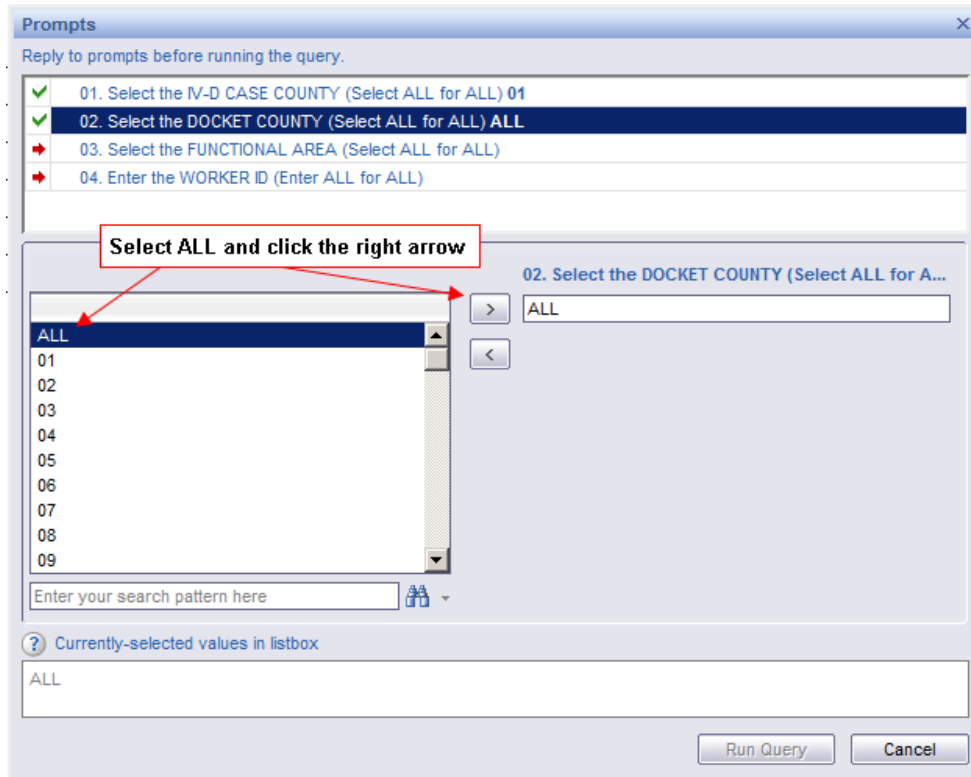 Prompts
Reply to prompts before running the query.
01. Select the IV-D CASE COUNTY (Select ALL for ALL) 01
02. Select the DOCKET COUNTY (Select ALL for ALL) ALL
03. Select the FUNCTIONAL AREA (Select ALL for ALL)
04. Enter the WORKER ID (Enter ALL for ALL)
Select ALL and click the right arrow
02. Select the DOCKET COUNTY (Select ALL for A...
>
ALL
<
ALL
01
02
03
04
05
06
07
08
09
Enter your search pattern here
? Currently-selected values in listbox
ALL
Run Query Cancel